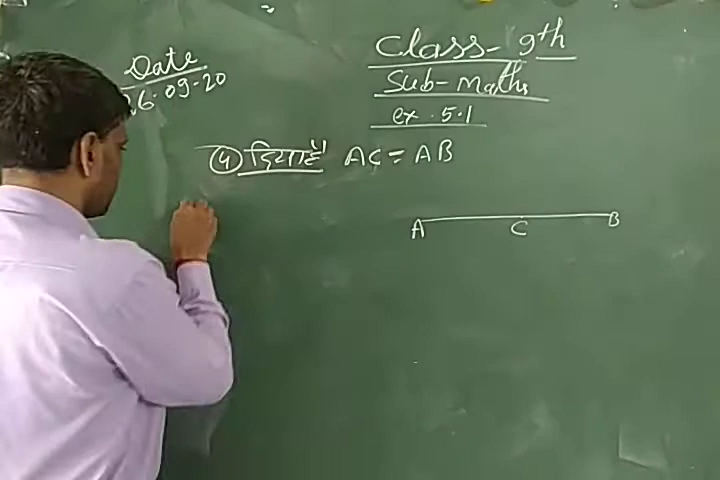 Date
26.09-20
Class- 9th
Sub- maths
ex. 5.1
④ दिया है। AC = AB
A C B